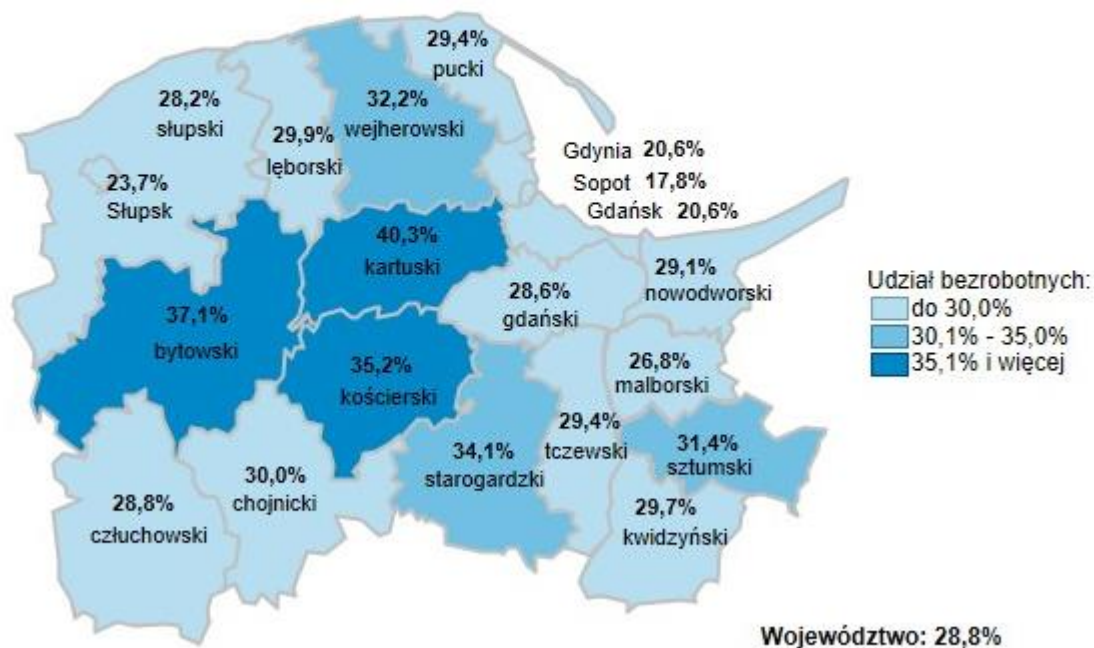 29,4%
pucki
28,2%
słupski
32,2%
wejherowski
29,9%
lęborski
Gdynia 20,6%
Sopot 17,8%
Gdańsk 20,6%
23,7%
Słupsk
40,3%
kartuski
29,1%
nowodworski
28,6%
gdański
37,1%
bytowski
35,2%
kościerski
26,8%
malborski
29,4%
tczewski
34,1%
starogardzki
31,4%
sztumski
30,0%
chojnicki
28,8%
człuchowski
29,7%
kwidzyński
Udział bezrobotnych:
do 30,0%
30,1% - 35,0%
35,1% i więcej
Województwo: 28,8%